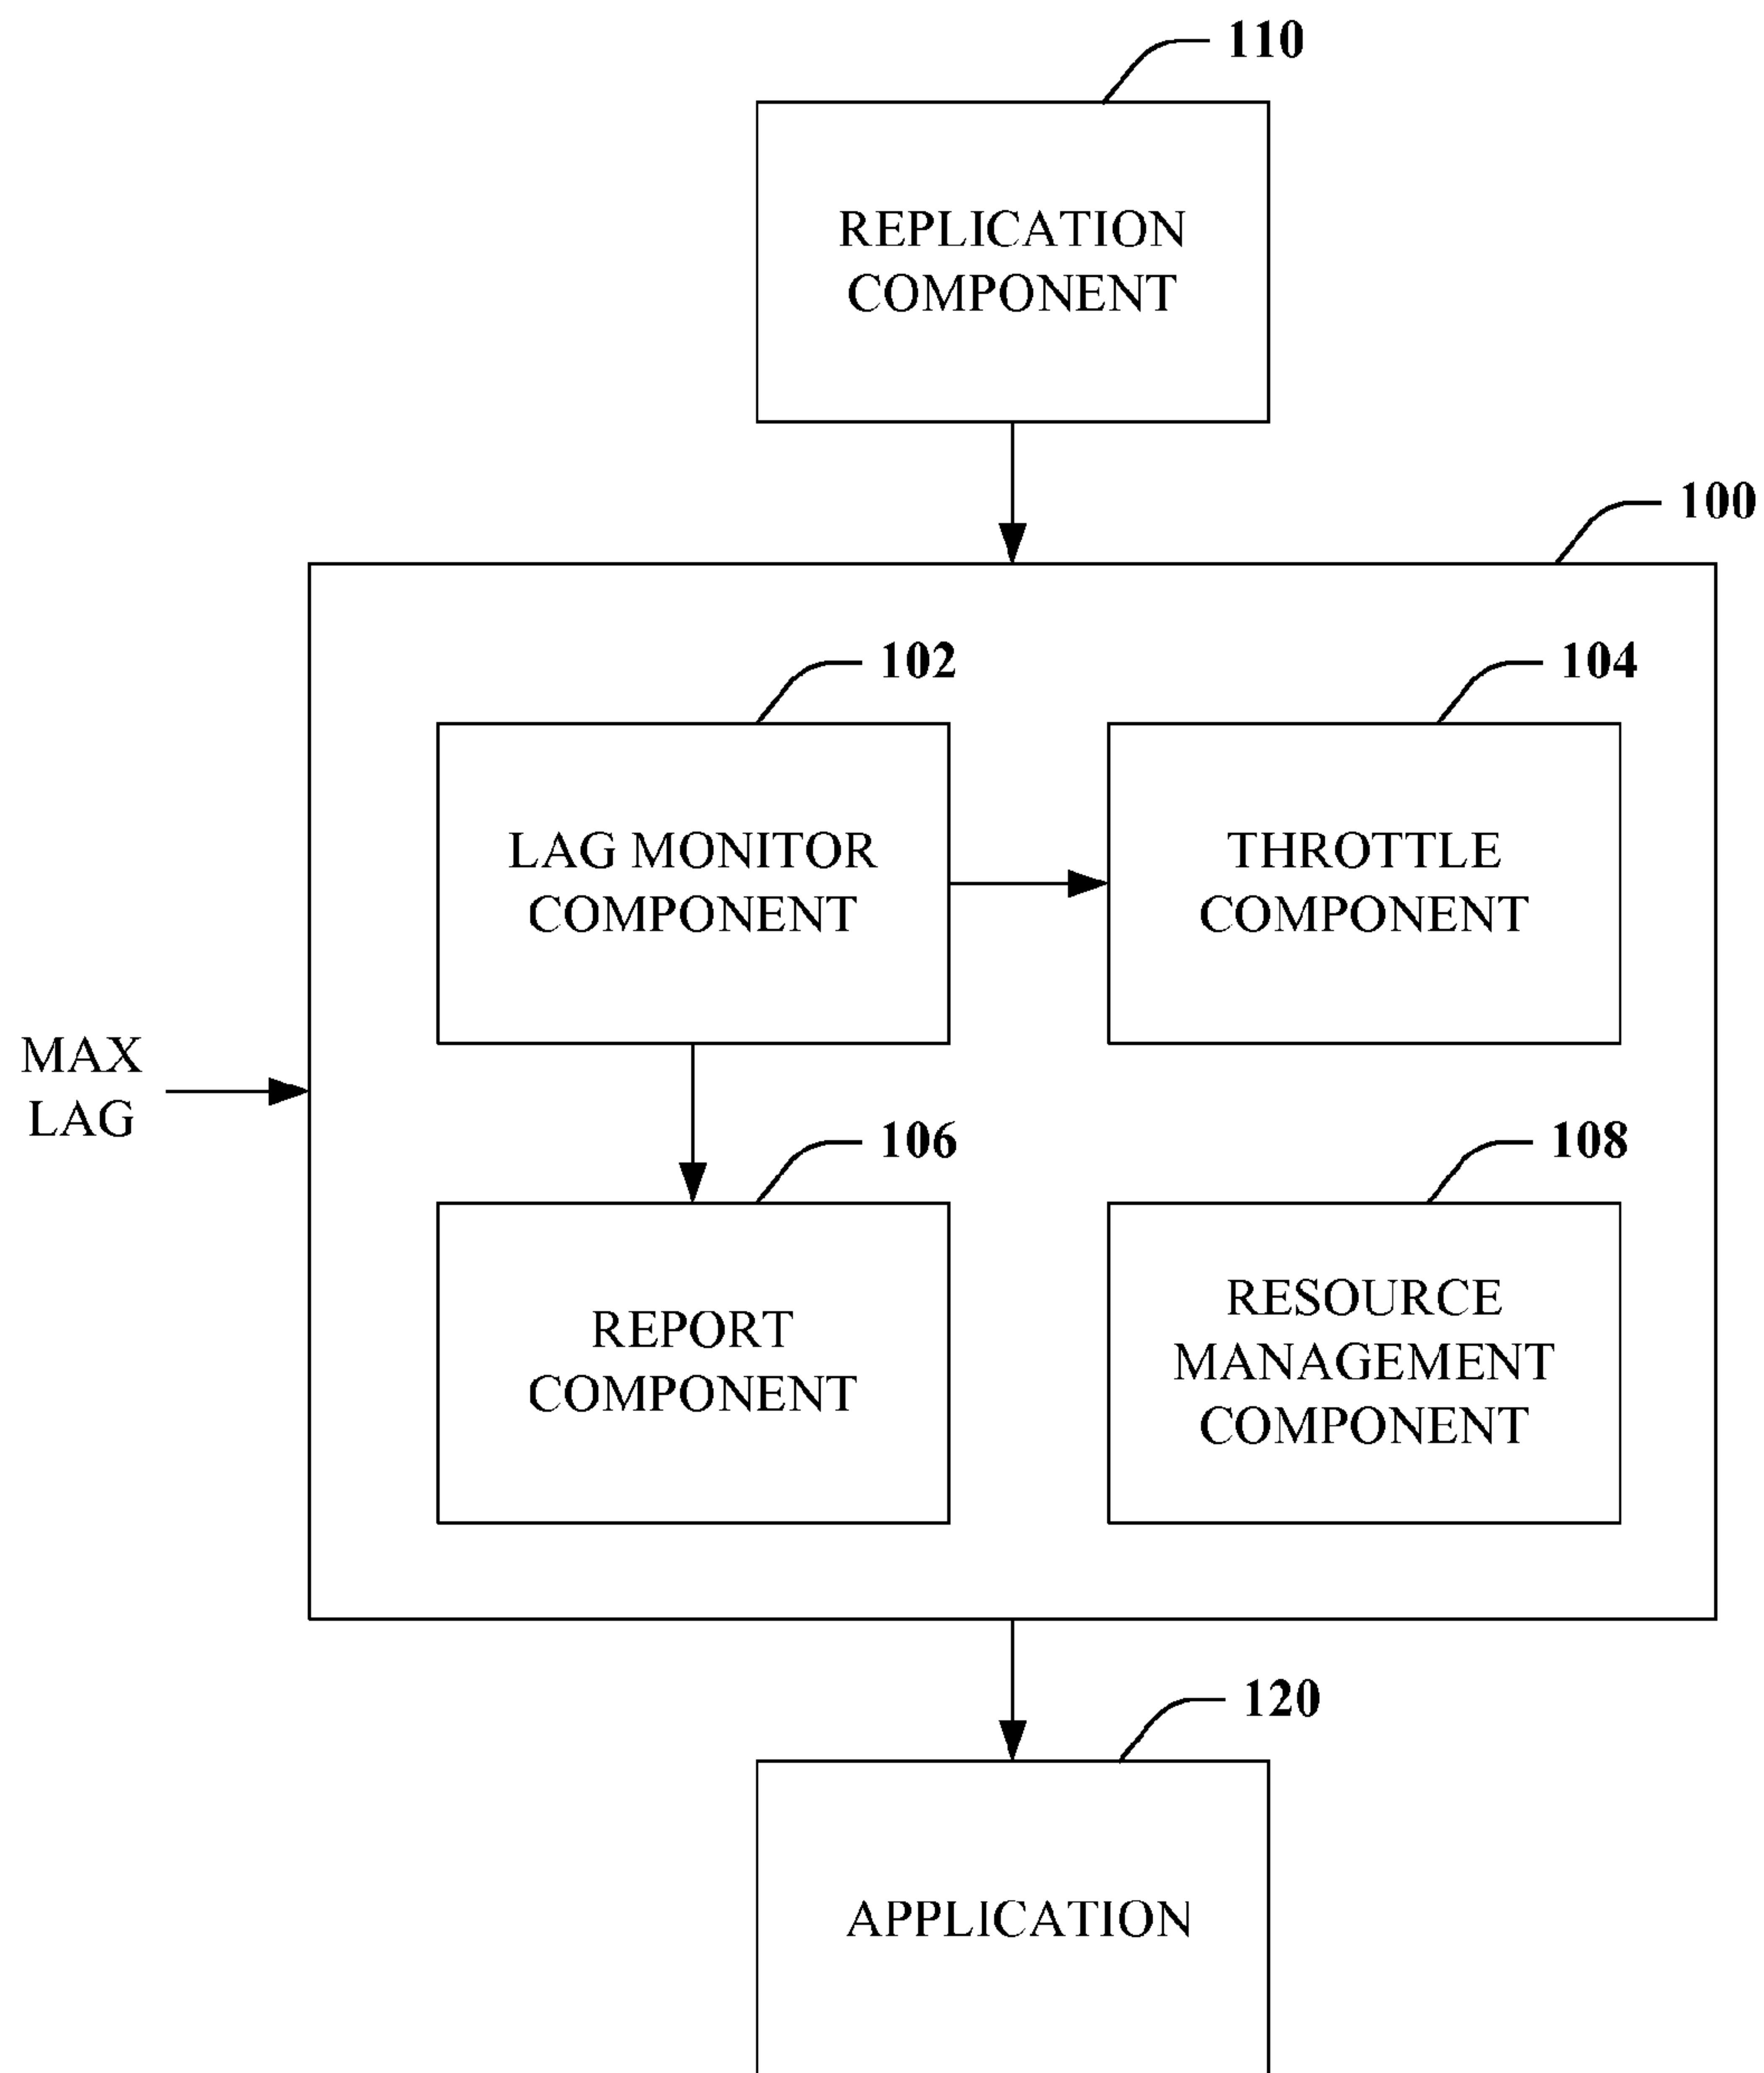 110
REPLICATION
COMPONENT
100
102
104
LAG MONITOR
COMPONENT
THROTTLE
COMPONENT
MAX
LAG
106
108
REPORT
COMPONENT
RESOURCE
MANAGEMENT
COMPONENT
120
APPLICATION